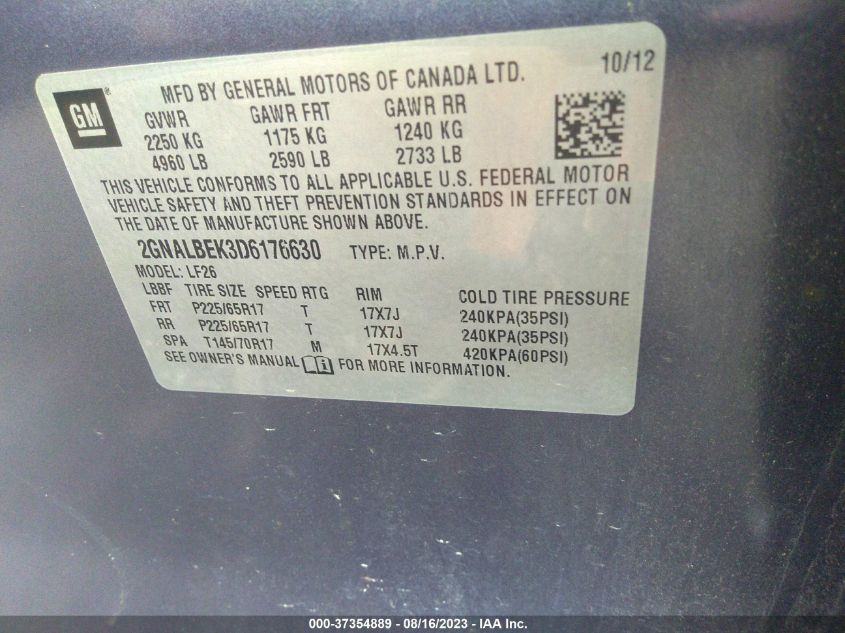 10/12
MFD BY GENERAL MOTORS OF CANADA LTD.
GM®
GVWR GAWR FRT GAWR RR
2250 KG 1175 KG 1240 KG
4960 LB 2590 LB 2733 LB
THIS VEHICLE CONFORMS TO ALL APPLICABLE U.S. FEDERAL MOTOR
VEHICLE SAFETY AND THEFT PREVENTION STANDARDS IN EFFECT ON
THE DATE OF MANUFACTURE SHOWN ABOVE.
2GNALBEK3D6176630 TYPE: M.P.V.
MODEL: LF26
LBBF TIRE SIZE SPEED RTG RIM COLD TIRE PRESSURE
FRT P225/65R17 T 17X7J 240KPA(35PSI)
RR P225/65R17 T 17X7J 240KPA(35PSI)
SPA T145/70R17 M 17X4.5T 420KPA(60PSI)
SEE OWNER'S MANUAL FOR MORE INFORMATION.
000-37354889 - 08/16/2023 - IAA Inc.